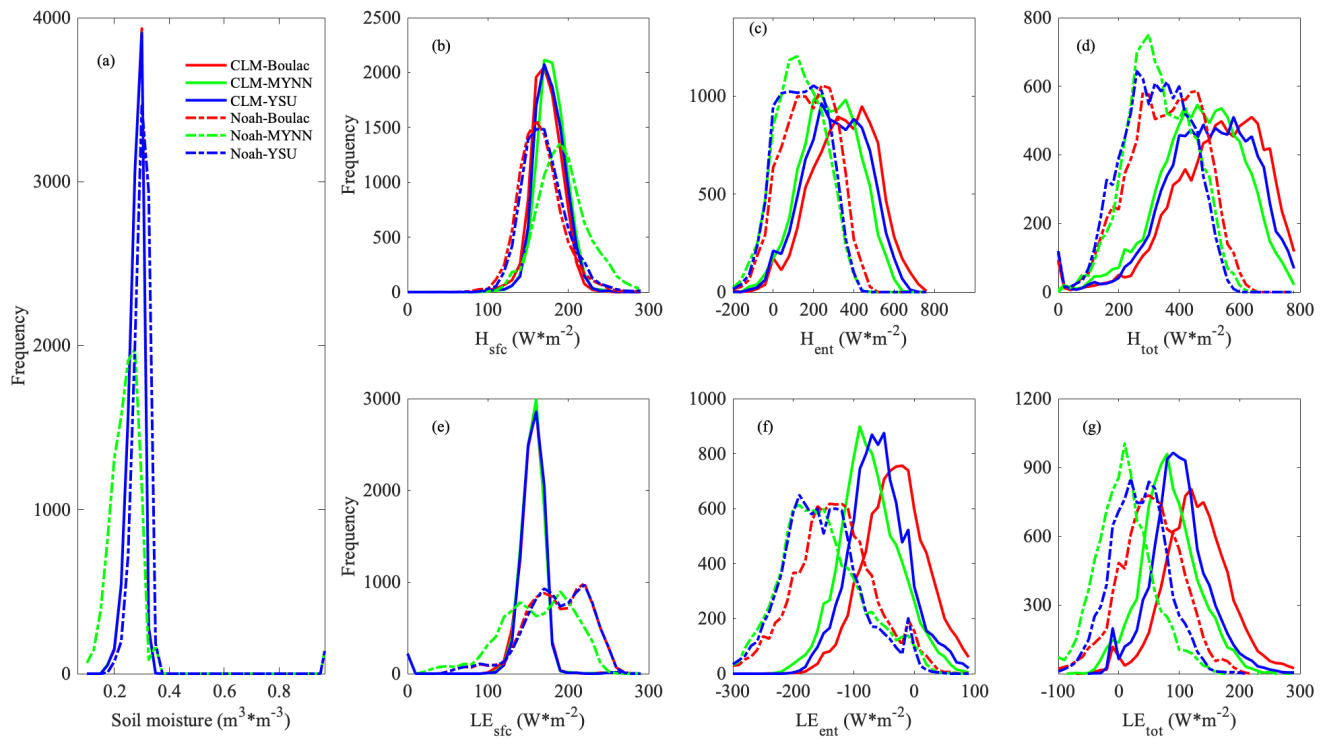 (a)
4000
3000
2000
1000
0
Frequency
0.2 0.4 0.6 0.8
Soil moisture (m³*m⁻³)
CLM-Boulac
CLM-MYNN
CLM-YSU
Noah-Boulac
Noah-MYNN
Noah-YSU
(b)
2500
2000
1500
1000
500
0
Frequency
0 100 200 300
H_sfc (W*m⁻²)
(c)
1000
500
0
-200 0 200 400 600 800
H_ent (W*m⁻²)
(d)
800
600
400
200
0
0 200 400 600 800
H_tot (W*m⁻²)
(e)
3000
2000
1000
0
Frequency
0 100 200 300
LE_sfc (W*m⁻²)
(f)
1000
800
600
400
200
0
-300 -200 -100 0
LE_ent (W*m⁻²)
(g)
1200
900
600
300
-100 0 100 200 300
LE_tot (W*m⁻²)